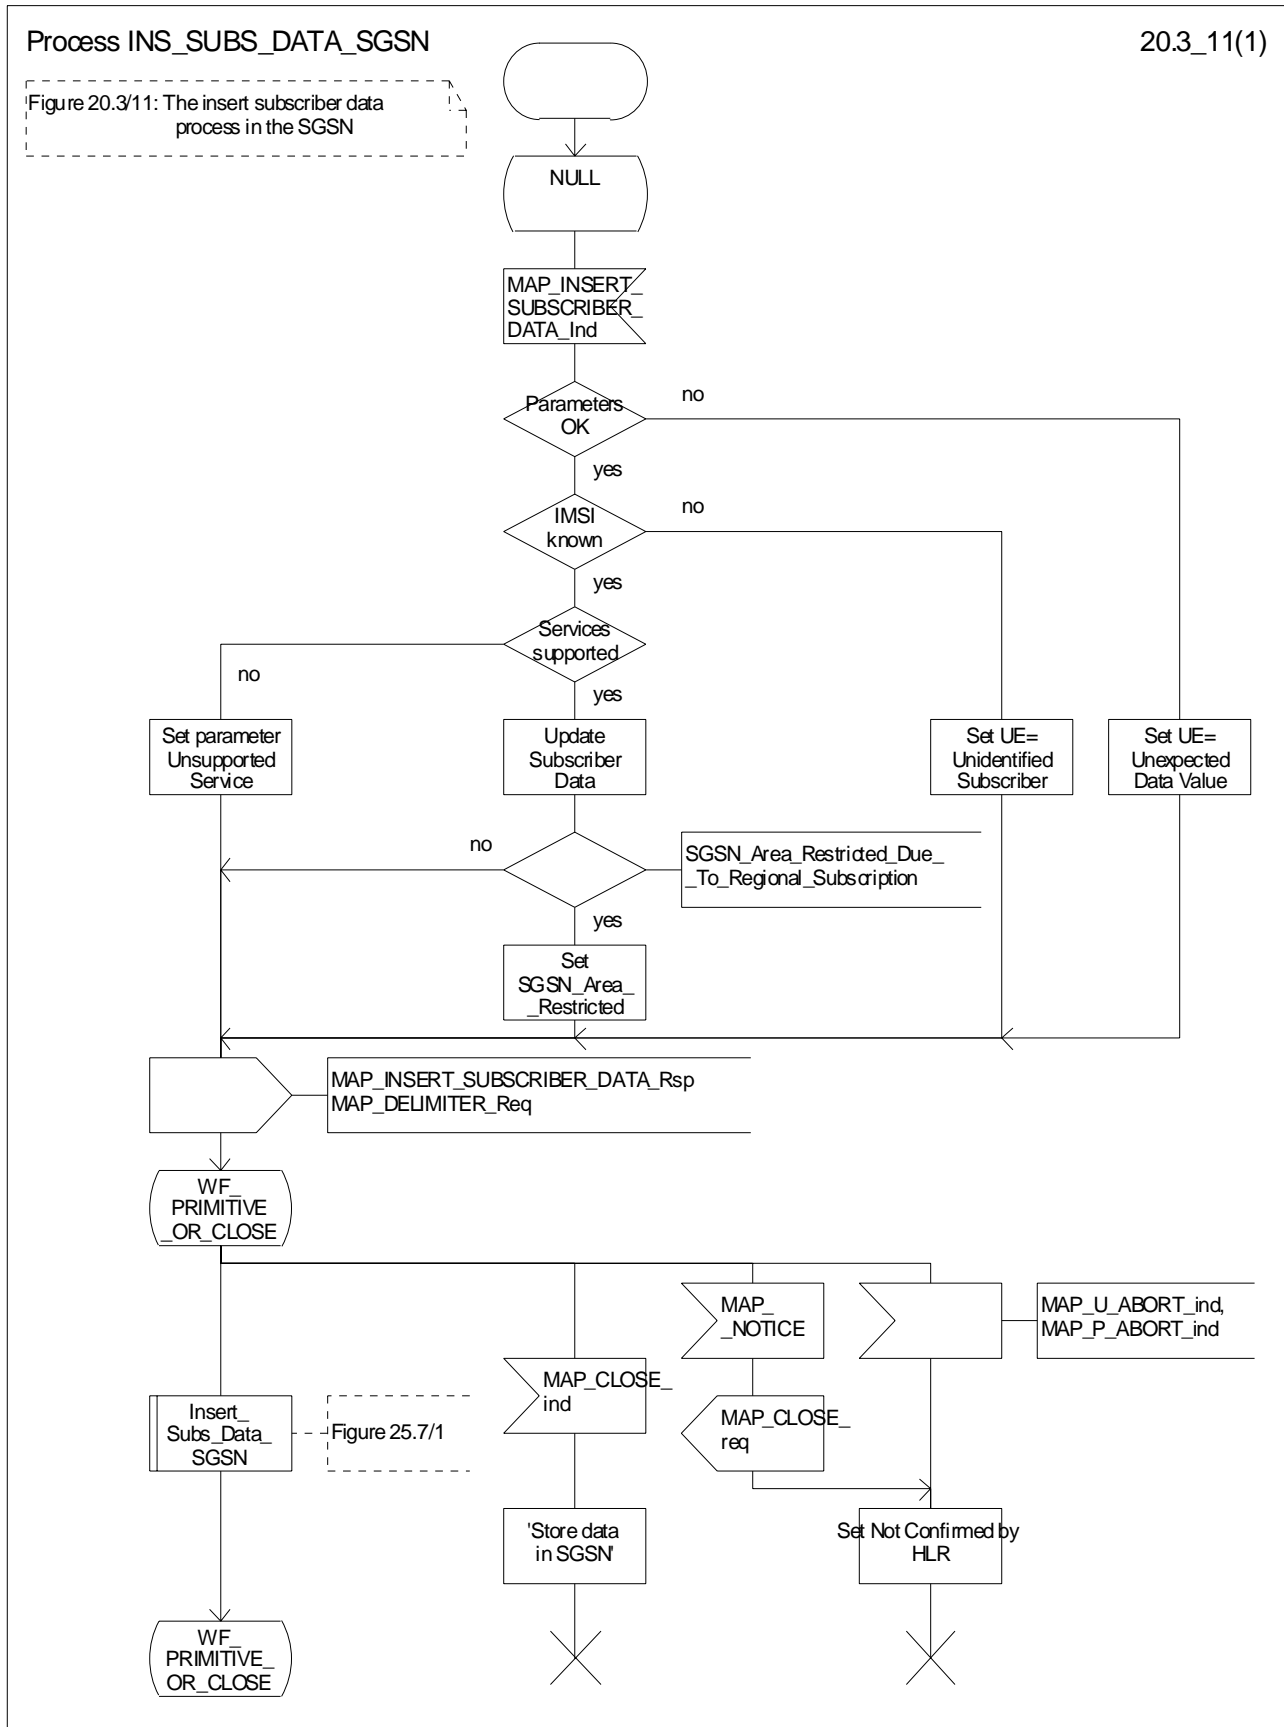 Process INS_SUBS_DATA_SGSN
20.3_11(1)
Figure 20.3/11: The insert subscriber data
process in the SGSN
NULL
MAP_INSERT_
SUBSCRIBER_
DATA_Ind
Parameters
OK
no
yes
IMSI
known
no
yes
Services
supported
no
yes
Set parameter
Unsupported
Service
Update
Subscriber
Data
Set UE=
Unidentified
Subscriber
Set UE=
Unexpected
Data Value
no
SGSN_Area_Restricted_Due_
_To_Regional_Subscription
yes
Set
SGSN_Area_
_Restricted
MAP_INSERT_SUBSCRIBER_DATA_Rsp
MAP_DELIMITER_Req
WF_
PRIMITIVE
_OR_CLOSE
MAP_
_NOTICE
MAP_U_ABORT_ind,
MAP_P_ABORT_ind
MAP_CLOSE_
ind
Insert_
Subs_Data_
SGSN
Figure 25.7/1
MAP_CLOSE_
req
'Store data
in SGSN'
Set Not Confirmed by
HLR
WF_
PRIMITIVE_
OR_CLOSE